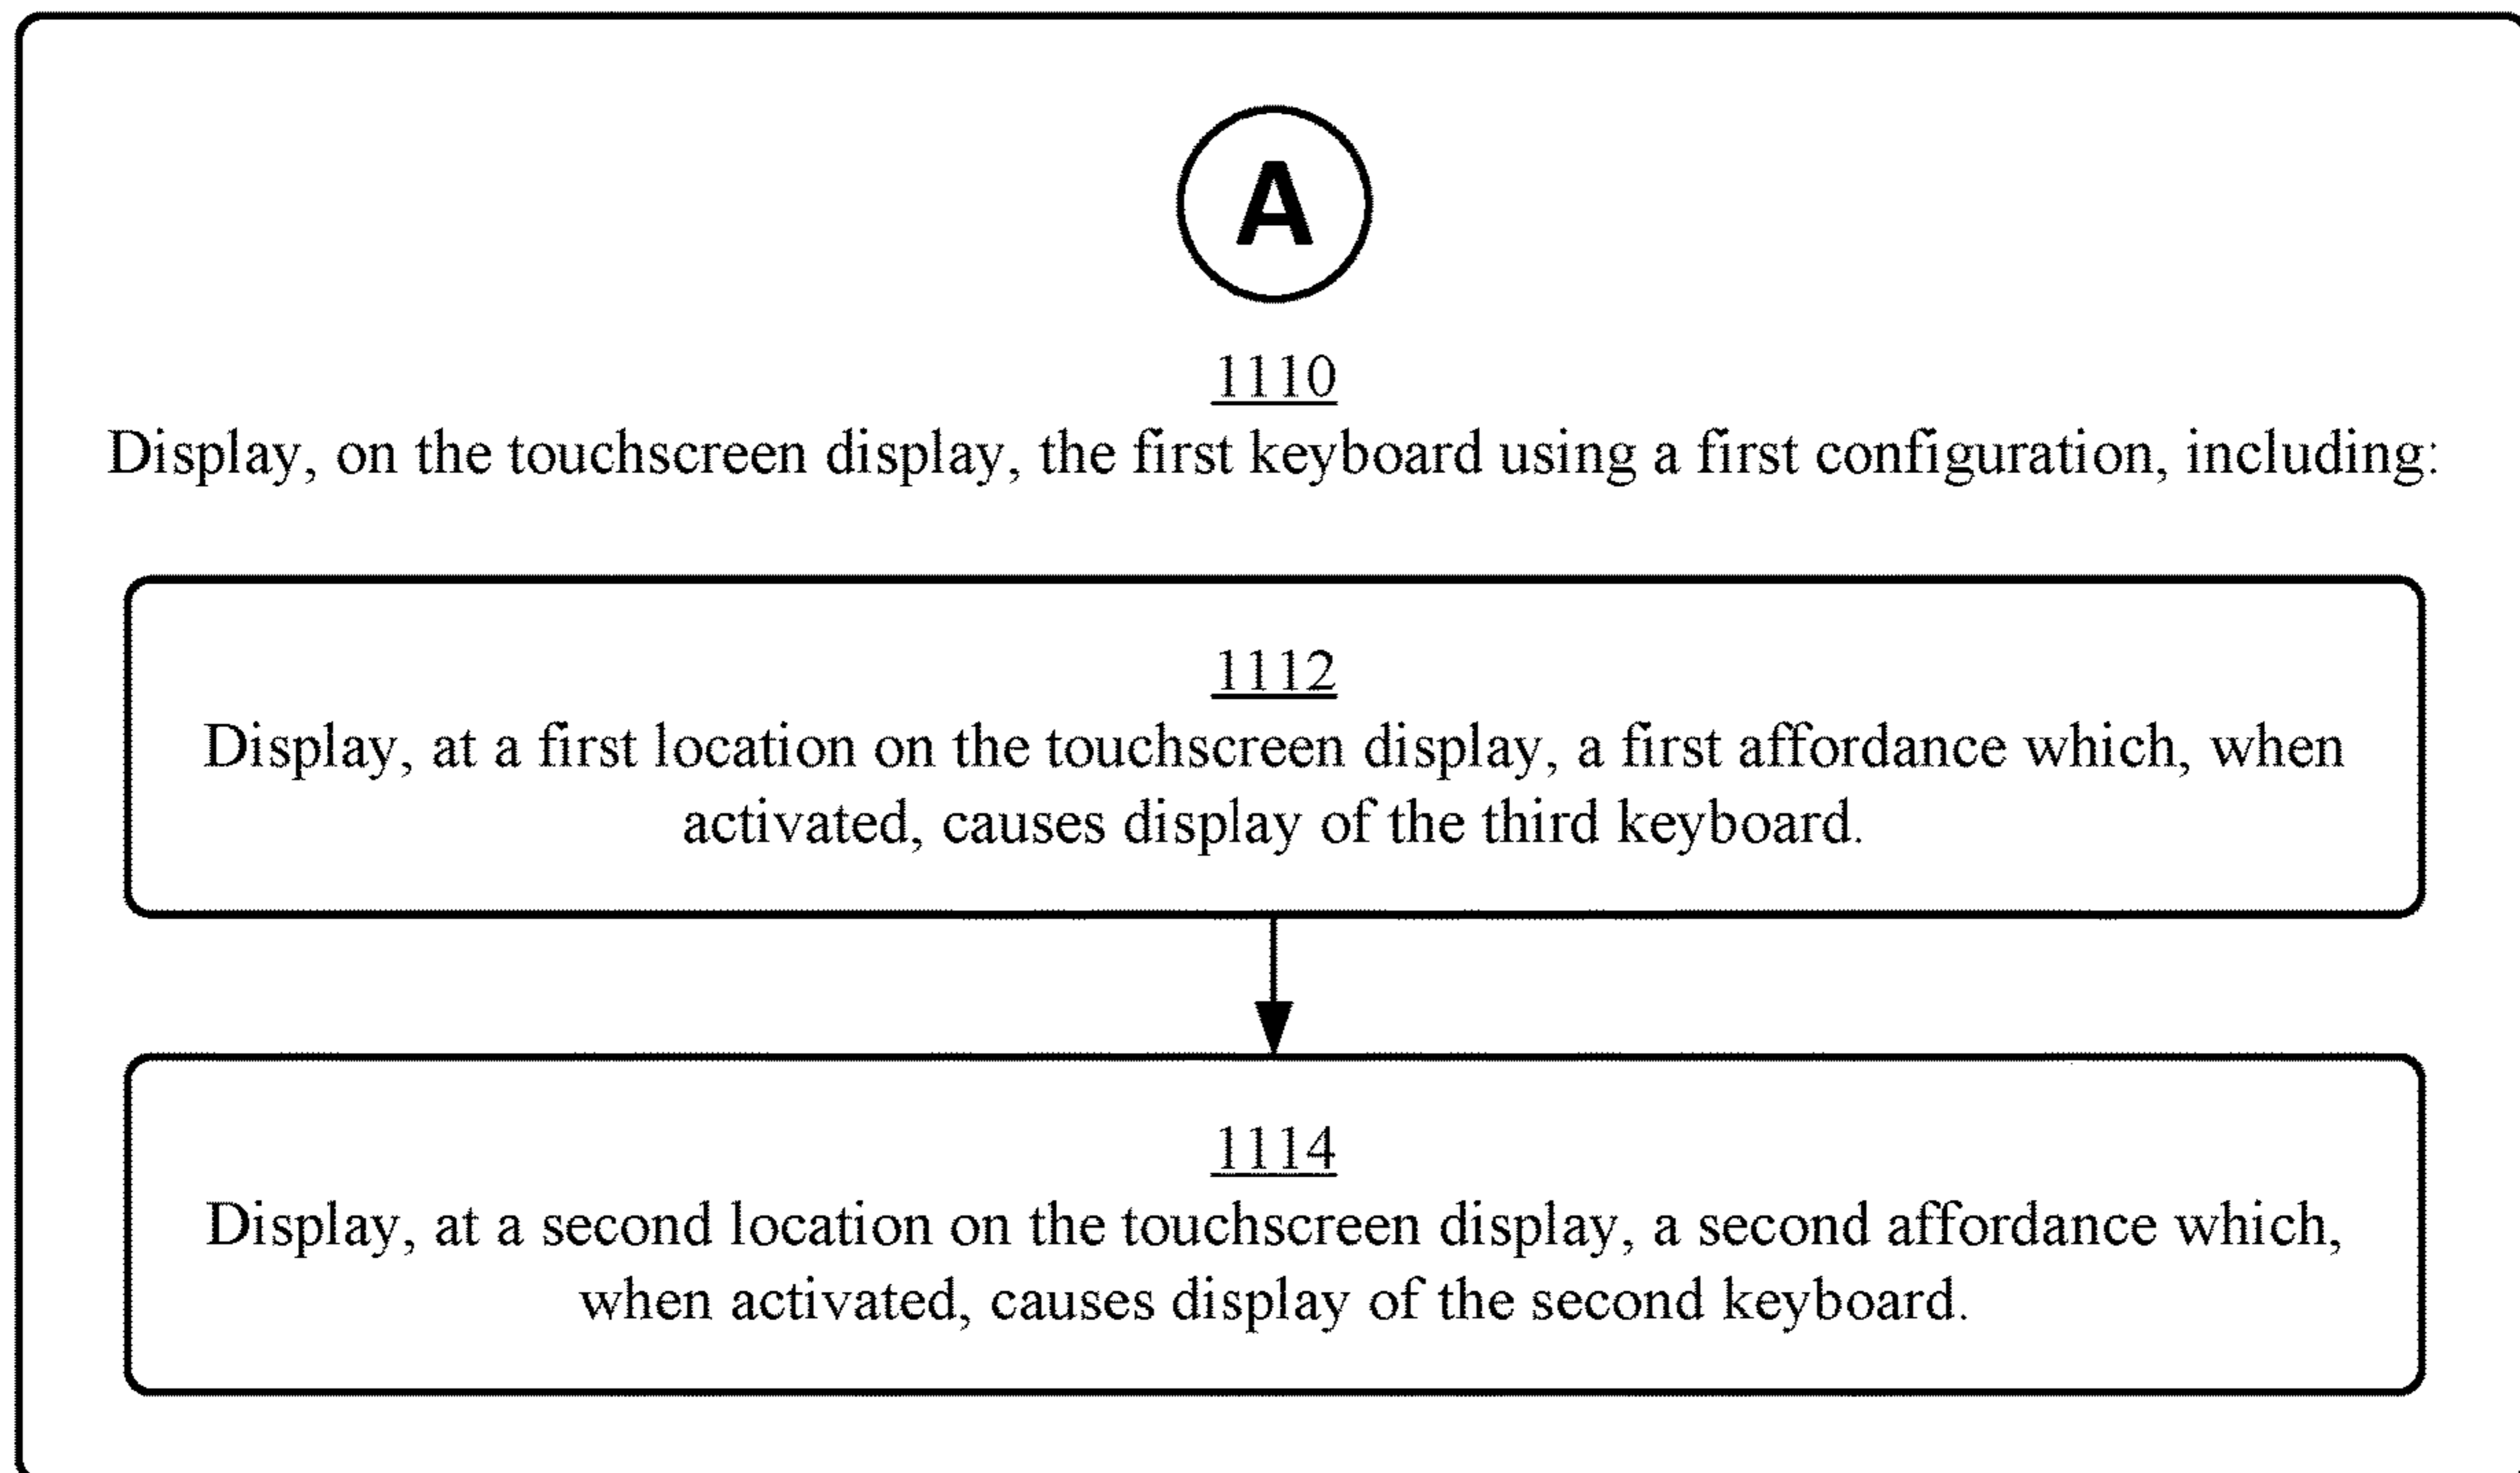 A
1110
Display, on the touchscreen display, the first keyboard using a first configuration, including:
1112
Display, at a first location on the touchscreen display, a first affordance which, when
activated, causes display of the third keyboard.
1114
Display, at a second location on the touchscreen display, a second affordance which,
when activated, causes display of the second keyboard.